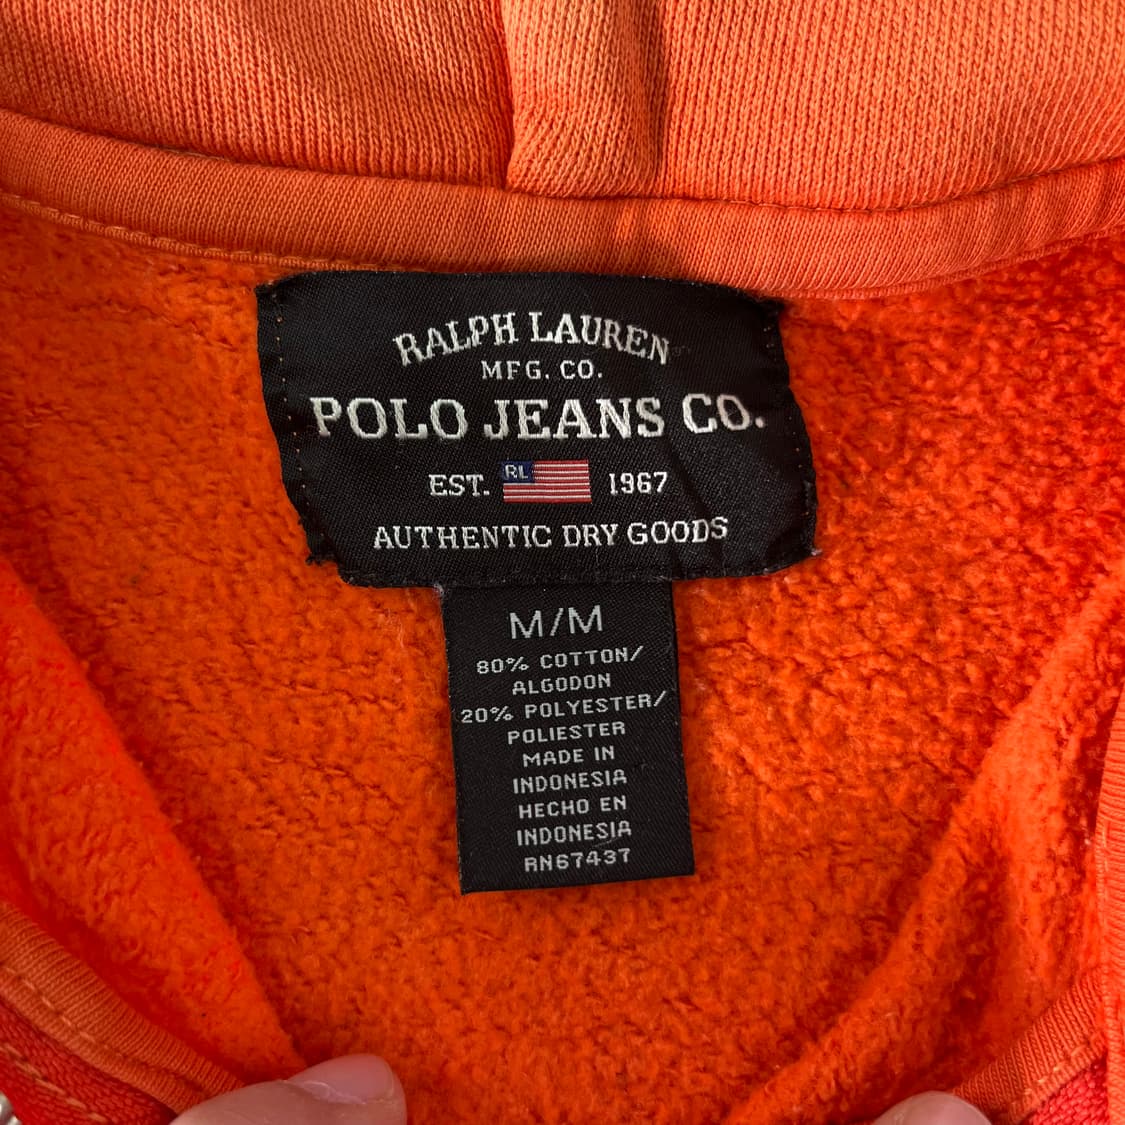 RALPH LAUREN
MFG. CO.
POLO JEANS CO.
EST. RL 1967
AUTHENTIC DRY GOODS
M/M
80% COTTON/
ALGODON
20% POLYESTER/
POLIESTER
MADE IN
INDONESIA
HECHO EN
INDONESIA
RN67437